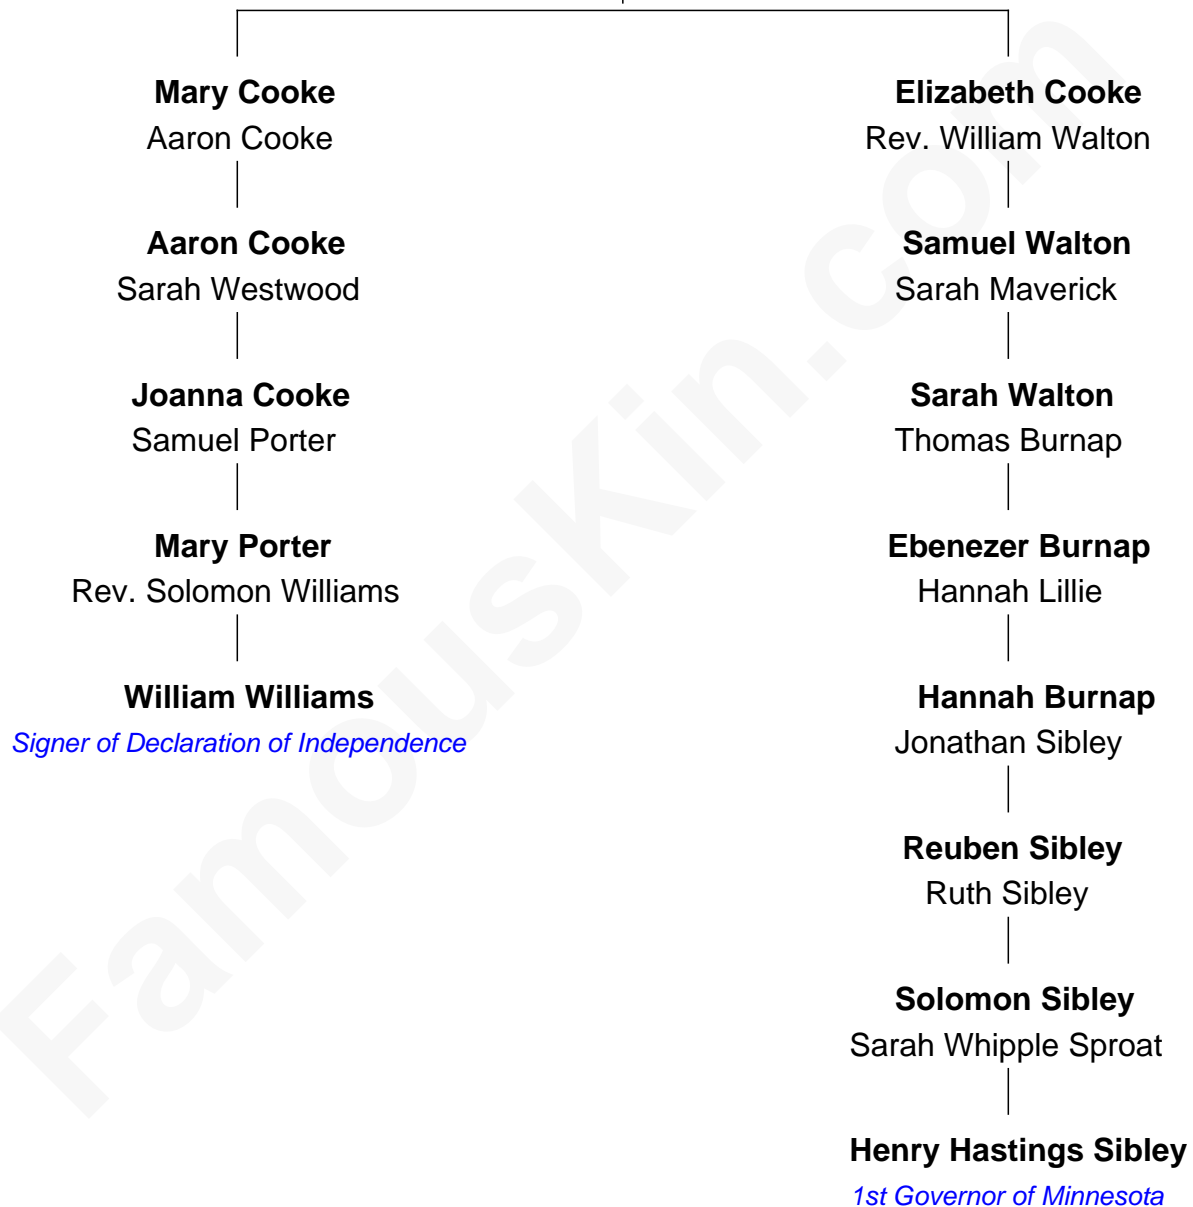 Mary Cooke
Aaron Cooke
Aaron Cooke
Sarah Westwood
Joanna Cooke
Samuel Porter
Mary Porter
Rev. Solomon Williams
William Williams
Signer of Declaration of Independence
Elizabeth Cooke
Rev. William Walton
Samuel Walton
Sarah Maverick
Sarah Walton
Thomas Burnap
Ebenezer Burnap
Hannah Lillie
Hannah Burnap
Jonathan Sibley
Reuben Sibley
Ruth Sibley
Solomon Sibley
Sarah Whipple Sproat
Henry Hastings Sibley
1st Governor of Minnesota
FamousKin.com